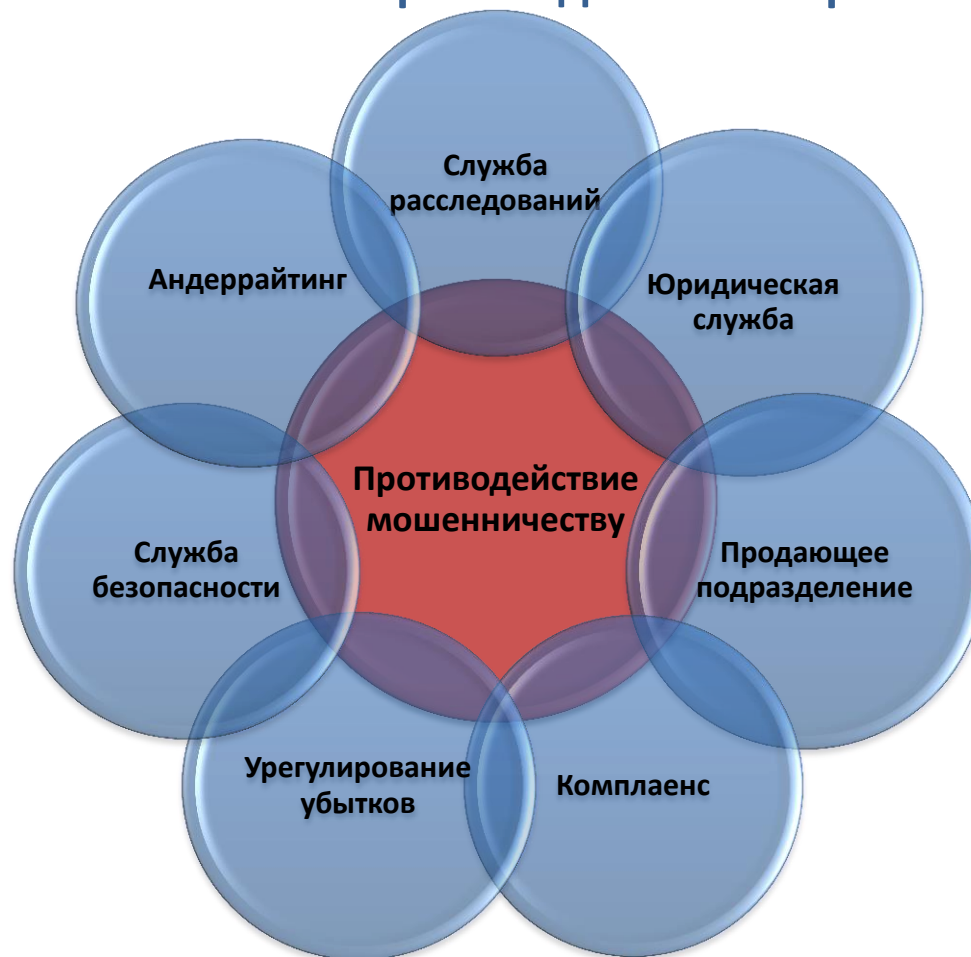 Служба
расследований
Андеррайтинг
Юридическая
служба
Противодействие
мошенничеству
Служба
безопасности
Продающее
подразделение
Урегулирование
убытков
Комплаенс